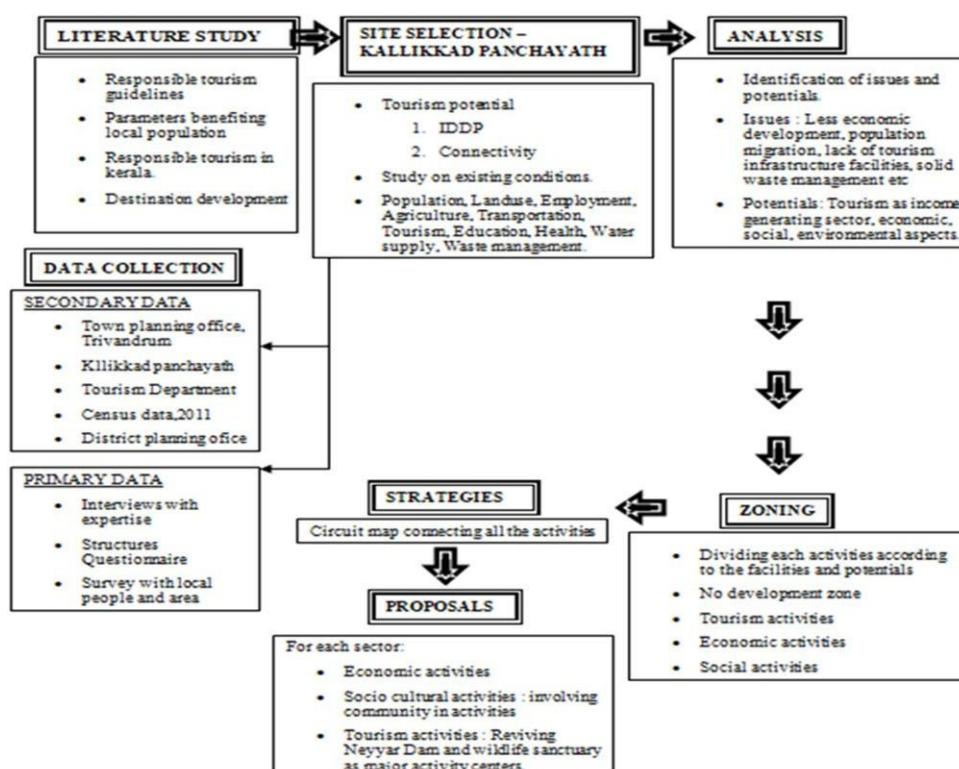 LITERATURE STUDY
Responsible tourism
guidelines
Parameters benefiting
local population
Responsible tourism in
kerala.
Destination development
SITE SELECTION –
KALLIKKAD PANCHAYATH
Tourism potential
1. IDDP
2. Connectivity
Study on existing conditions.
Population, Landuse, Employment,
Agriculture, Transportation,
Tourism, Education, Health, Water
supply, Waste management.
ANALYSIS
Identification of issues and
potentials.
Issues : Less economic
development, population
migration, lack of tourism
infrastructure facilities, solid
waste management etc
Potentials: Tourism as income
generating sector, economic,
social, environmental aspects.
DATA COLLECTION
SECONDARY DATA
Town planning office,
Trivandrum
Kllikkad panchayath
Tourism Department
Census data,2011
District planning ofice
PRIMARY DATA
Interviews with
expertise
Structures
Questionnaire
Survey with local
people and area
ZONING
Dividing each activities according
to the facilities and potentials
No development zone
Tourism activities
Economic activities
Social activities
STRATEGIES
Circuit map connecting all the activities
PROPOSALS
For each sector:
Economic activities
Socio cultural activities : involving
community in activities
Tourism activities : Reviving
Neyyar Dam and wildlife sanctuary
as major activity centers.